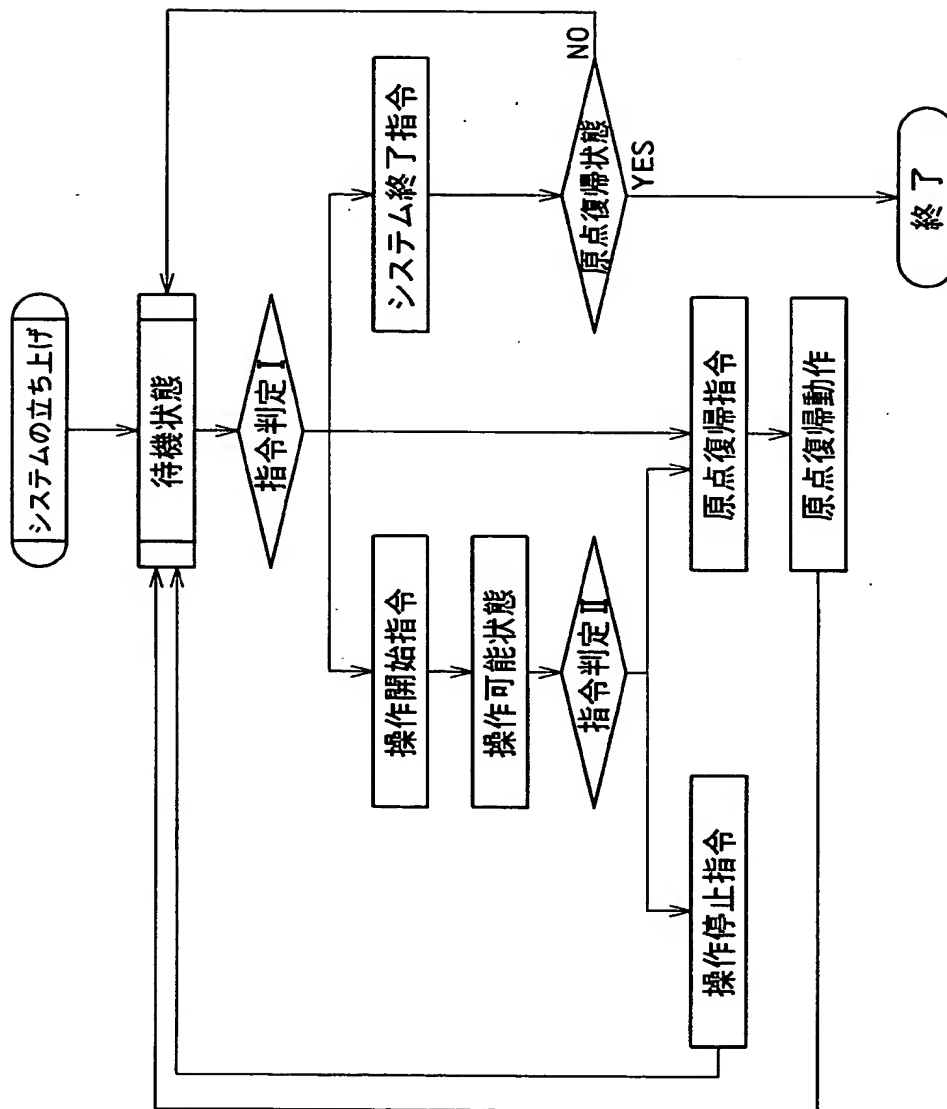 システムの立ち上げ
待機状態
指令判定Ⅰ
操作開始指令
システム終了指令
操作可能状態
指令判定Ⅱ
原点復帰状態
NO
YES
操作停止指令
原点復帰指令
原点復帰動作
終了